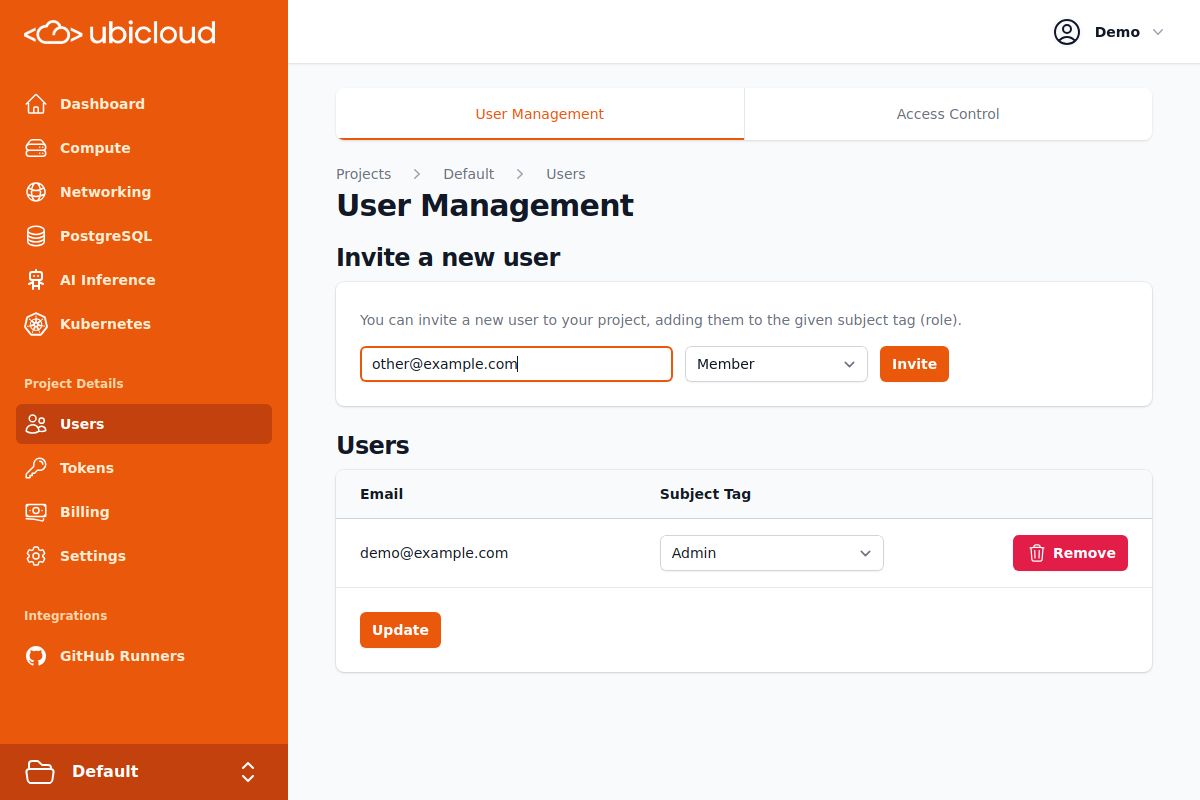 ubicloud
Demo
Dashboard
Compute
Networking
PostgreSQL
AI Inference
Kubernetes
Project Details
Users
Tokens
Billing
Settings
Integrations
GitHub Runners
Default
User Management
Access Control
Projects > Default > Users
User Management
Invite a new user
You can invite a new user to your project, adding them to the given subject tag (role).
other@example.com
Member
Invite
Users
Email
Subject Tag
demo@example.com
Admin
Remove
Update